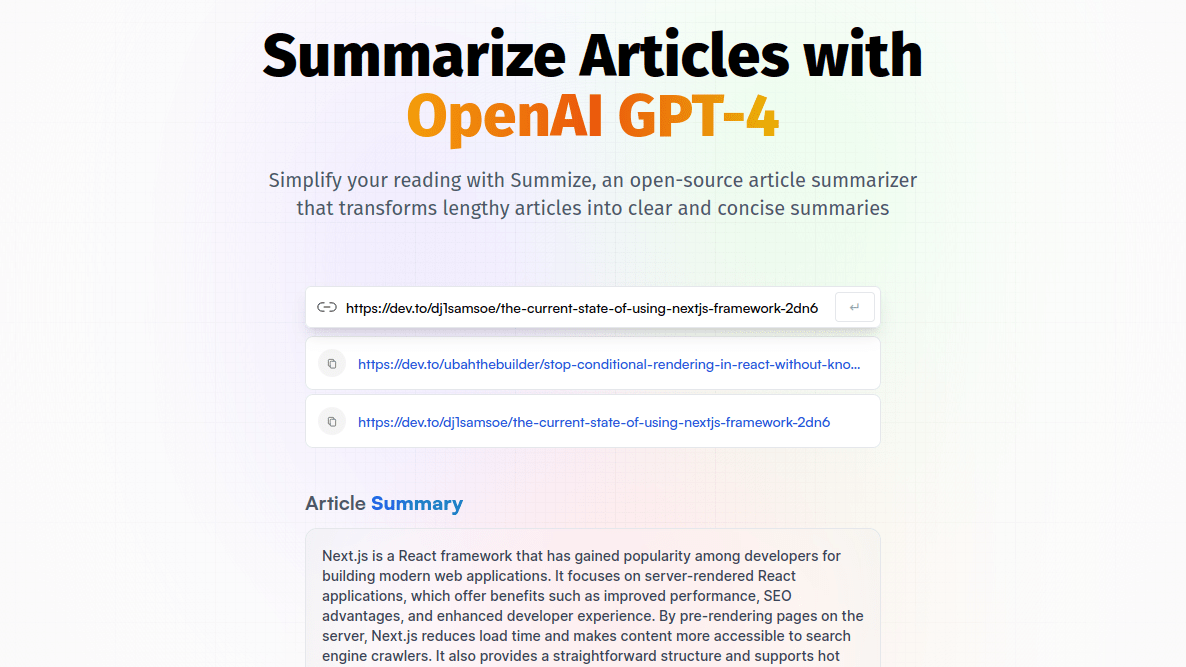 Summarize Articles with
OpenAI GPT-4
Simplify your reading with Summize, an open-source article summarizer
that transforms lengthy articles into clear and concise summaries
https://dev.to/dj1samsoe/the-current-state-of-using-nextjs-framework-2dn6
https://dev.to/ubahthebuilder/stop-conditional-rendering-in-react-without-kno...
https://dev.to/dj1samsoe/the-current-state-of-using-nextjs-framework-2dn6
Article Summary
Next.js is a React framework that has gained popularity among developers for
building modern web applications. It focuses on server-rendered React
applications, which offer benefits such as improved performance, SEO
advantages, and enhanced developer experience. By pre-rendering pages on the
server, Next.js reduces load time and makes content more accessible to search
engine crawlers. It also provides a straightforward structure and supports hot